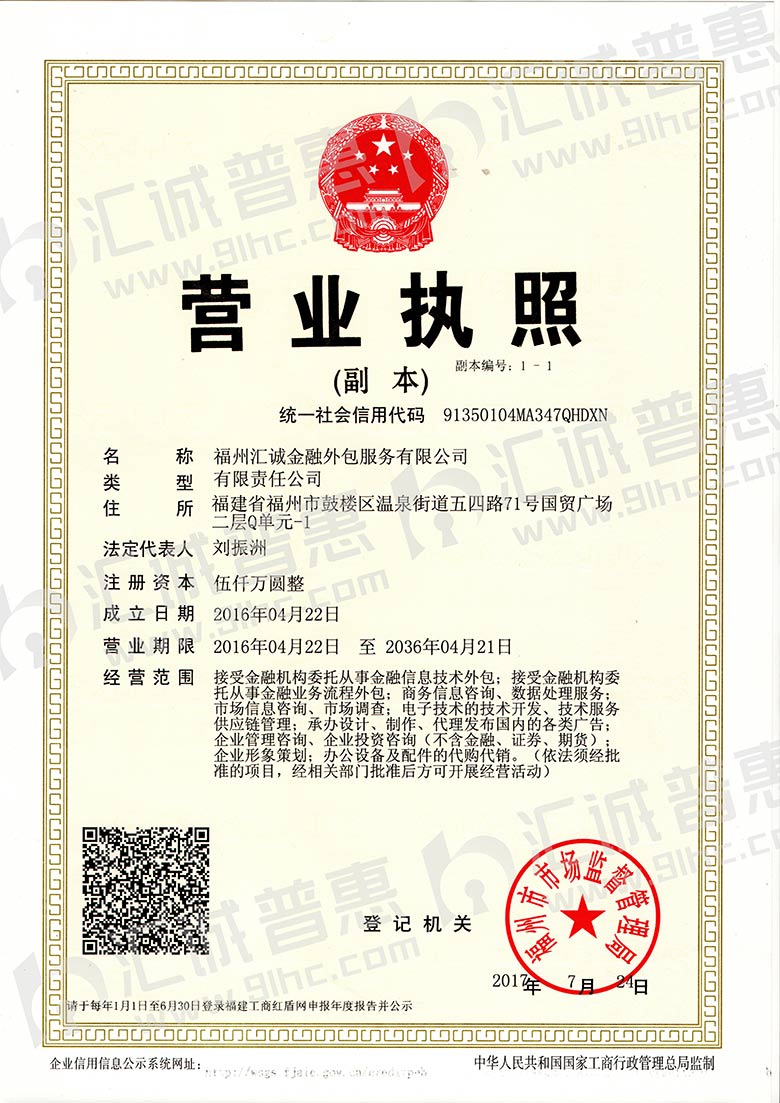 营业执照
(副 本)
副本编号：1 - 1
统一社会信用代码 91350104MA347QHDXN
名 称 福州汇诚金融外包服务有限公司
类 型 有限责任公司
住 所 福建省福州市鼓楼区温泉街道五四路71号国贸广场
二层Q单元-1
法定代表人 刘振洲
注册资本 伍仟万圆整
成立日期 2016年04月22日
营业期限 2016年04月22日 至 2036年04月21日
经营范围 接受金融机构委托从事金融信息技术外包；接受金融机构委
托从事金融业务流程外包；商务信息咨询、数据处理服务；
市场信息咨询、市场调查；电子技术的技术开发、技术服务
供应链管理；承办设计、制作、代理发布国内的各类广告；
企业管理咨询、企业投资咨询（不含金融、证券、期货）；
企业形象策划；办公设备及配件的代购代销。（依法须经批
准的项目，经相关部门批准后方可开展经营活动）
登记机关
福州市市场监督管理局
2017年 7月 24日
请于每年1月1日至6月30日登录福建工商红盾网申报年度报告并公示
企业信用信息公示系统网址：
中华人民共和国国家工商行政管理总局监制
汇诚普惠
www.9lhc.com